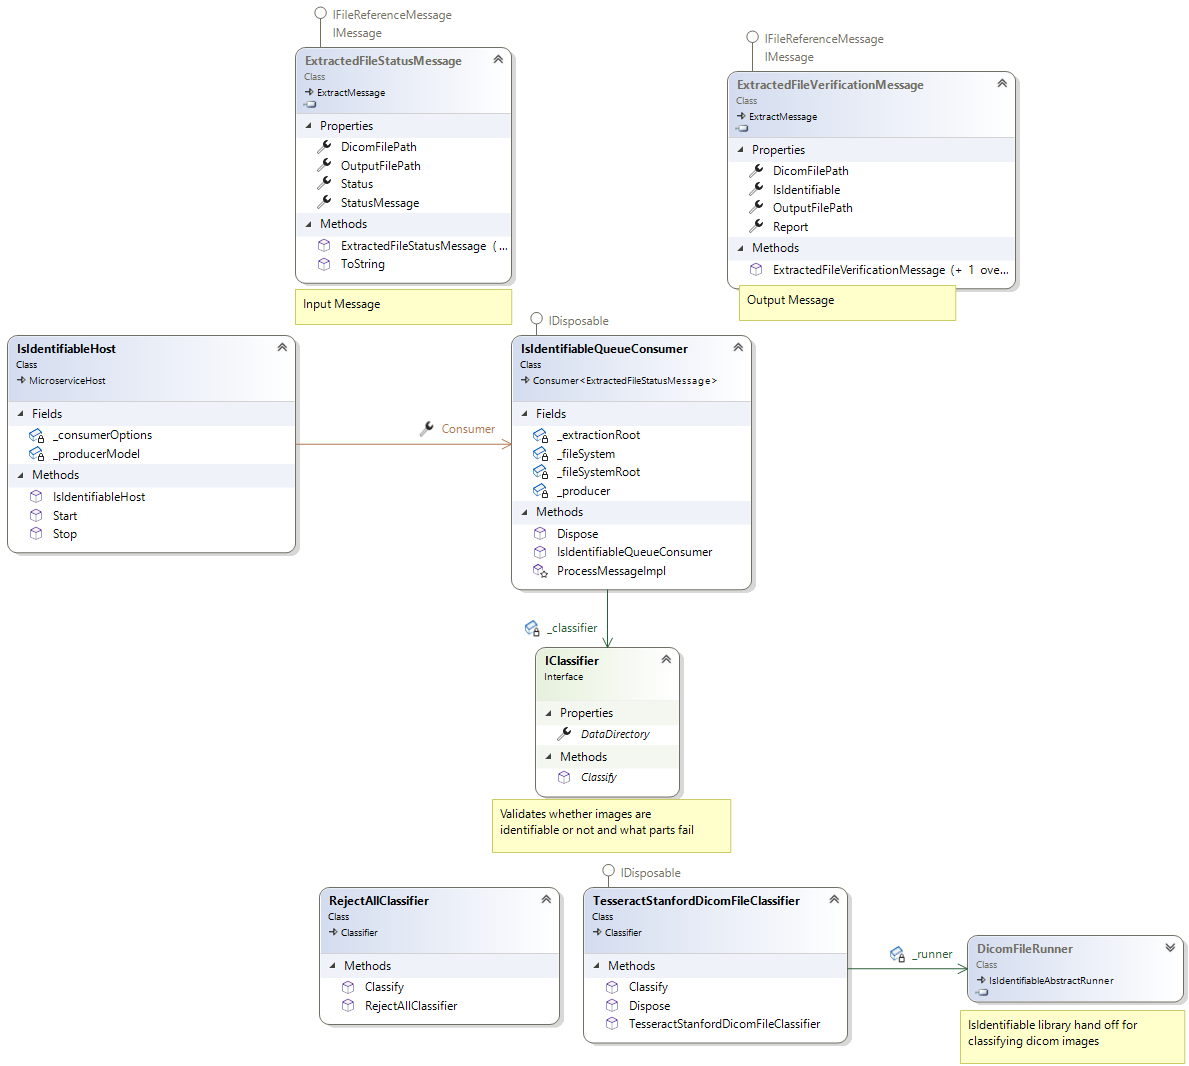 IFileReferenceMessage
IMessage
ExtractedFileStatusMessage
Class
ExtractMessage
Properties
DicomFilePath
OutputFilePath
Status
StatusMessage
Methods
ExtractedFileStatusMessage ( ...
ToString
Input Message
IFileReferenceMessage
IMessage
ExtractedFileVerificationMessage
Class
ExtractMessage
Properties
DicomFilePath
IsIdentifiable
OutputFilePath
Report
Methods
ExtractedFileVerificationMessage (+ 1 ove...
Output Message
IsIdentifiableHost
Class
MicroserviceHost
Fields
_consumerOptions
_producerModel
Methods
IsIdentifiableHost
Start
Stop
Consumer
IDisposable
IsIdentifiableQueueConsumer
Class
Consumer<ExtractedFileStatusMessage>
Fields
_extractionRoot
_fileSystem
_fileSystemRoot
_producer
Methods
Dispose
IsIdentifiableQueueConsumer
ProcessMessageImpl
_classifier
IClassifier
Interface
Properties
DataDirectory
Methods
Classify
Validates whether images are
identifiable or not and what parts fail
RejectAllClassifier
Class
Classifier
Methods
Classify
RejectAllClassifier
IDisposable
TesseractStanfordDicomFileClassifier
Class
Classifier
Methods
Classify
Dispose
TesseractStanfordDicomFileClassifier
_runner
DicomFileRunner
Class
IsIdentifiableAbstractRunner
IsIdentifiable library hand off for
classifying dicom images